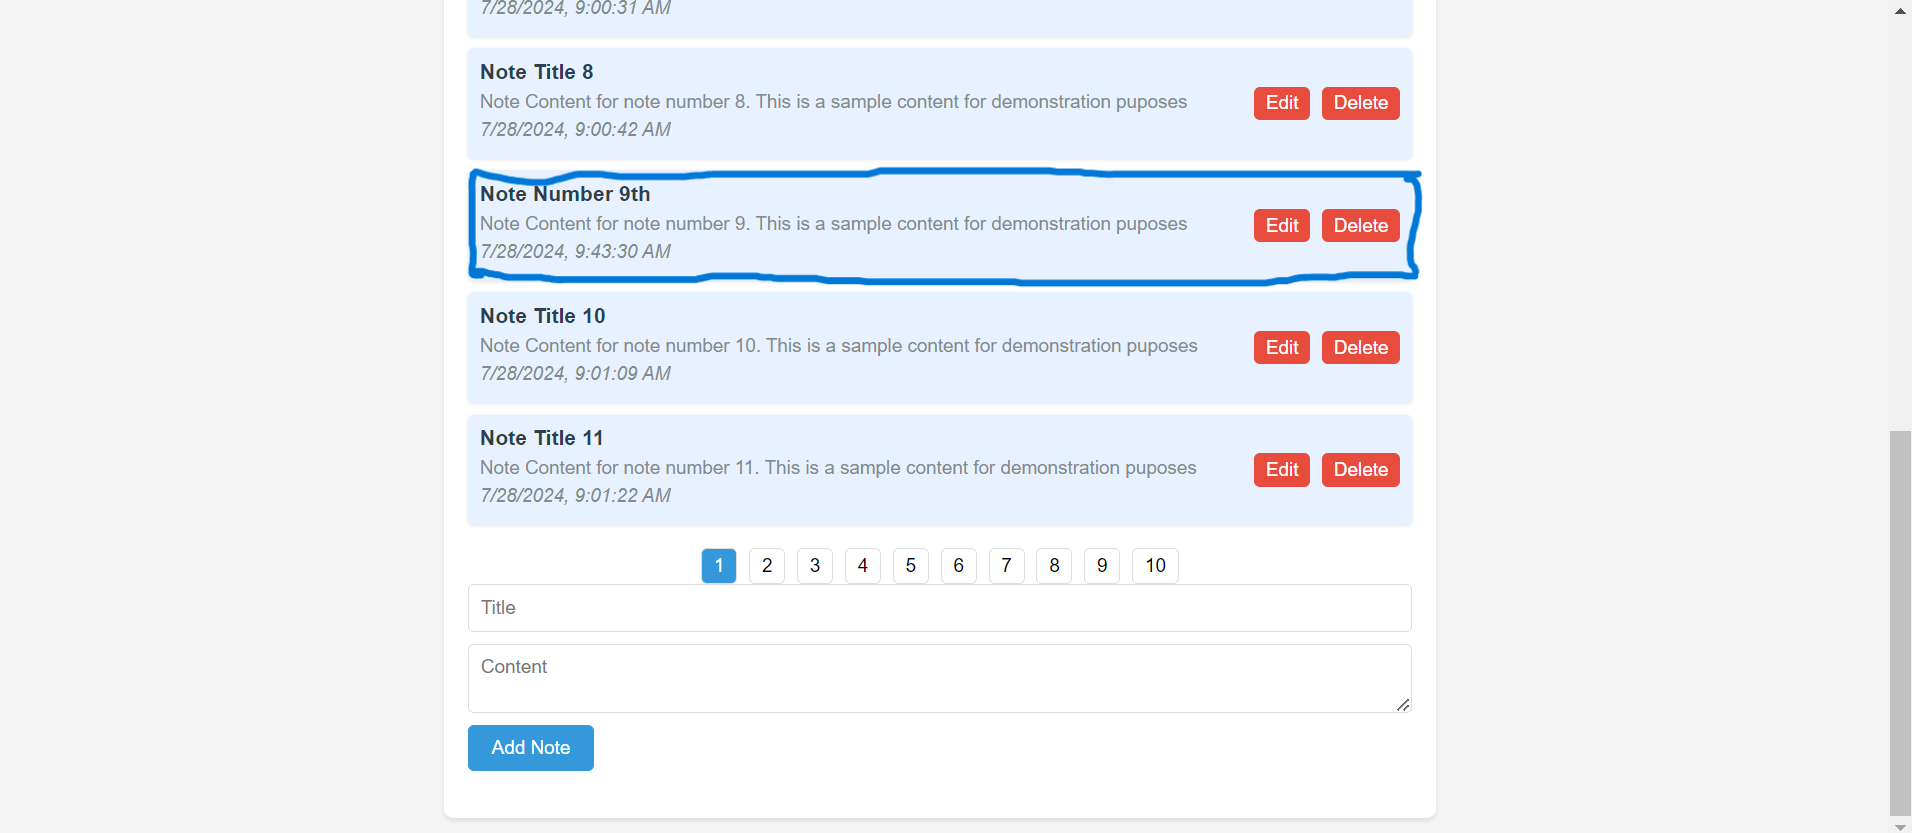 7/28/2024, 9:00:31 AM
Note Title 8
Note Content for note number 8. This is a sample content for demonstration puposes
7/28/2024, 9:00:42 AM
Edit Delete
Note Number 9th
Note Content for note number 9. This is a sample content for demonstration puposes
7/28/2024, 9:43:30 AM
Edit Delete
Note Title 10
Note Content for note number 10. This is a sample content for demonstration puposes
7/28/2024, 9:01:09 AM
Edit Delete
Note Title 11
Note Content for note number 11. This is a sample content for demonstration puposes
7/28/2024, 9:01:22 AM
Edit Delete
1 2 3 4 5 6 7 8 9 10
Title
Content
Add Note